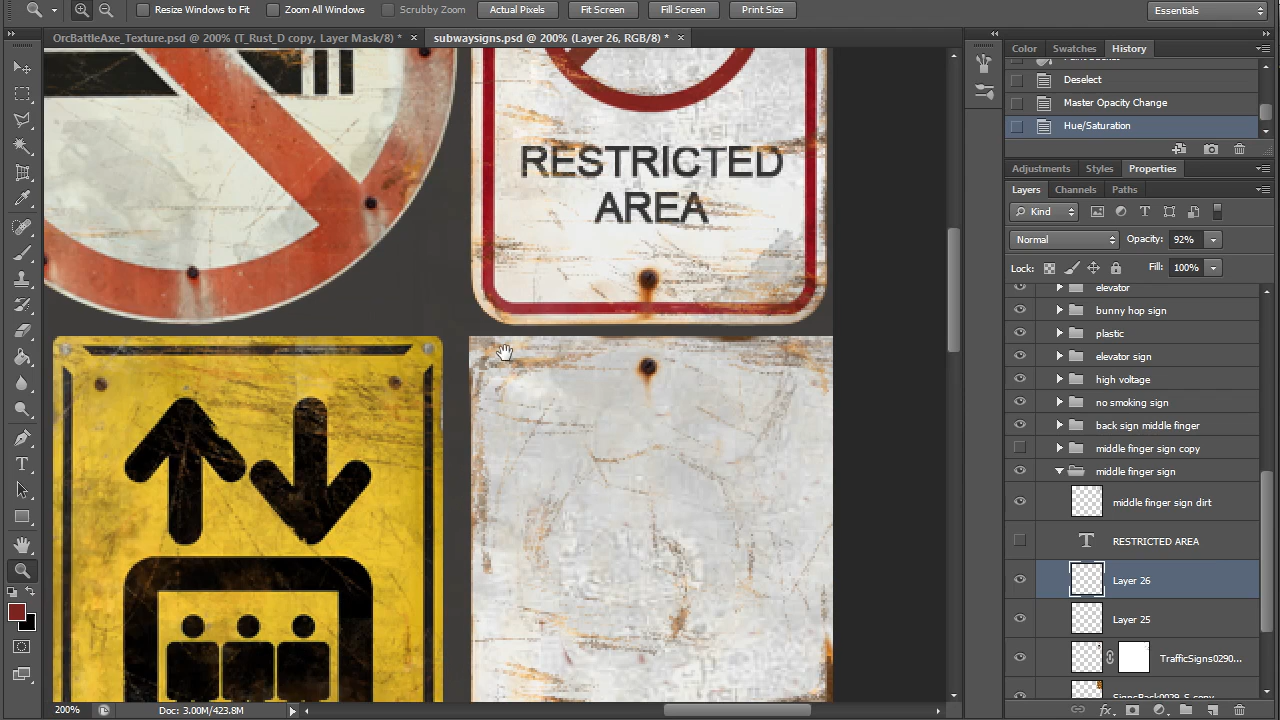 Resize Windows to Fit
Zoom All Windows
Scrubby Zoom
Actual Pixels
Fit Screen
Fill Screen
Print Size
Essentials
OrcBattleAxe_Texture.psd @ 200% (T_Rust_D copy, Layer Mask/8) *
subwaysigns.psd @ 200% (Layer 26, RGB/8) *
Color
Swatches
History
Deselect
Master Opacity Change
Hue/Saturation
Adjustments
Styles
Properties
Layers
Channels
Paths
Kind
Normal
Opacity: 92%
Lock:
Fill: 100%
elevator
bunny hop sign
plastic
elevator sign
high voltage
no smoking sign
back sign middle finger
middle finger sign copy
middle finger sign
middle finger sign dirt
RESTRICTED AREA
Layer 26
Layer 25
TrafficSigns0290...
RESTRICTED
AREA
200%
Doc: 3.00M/423.8M